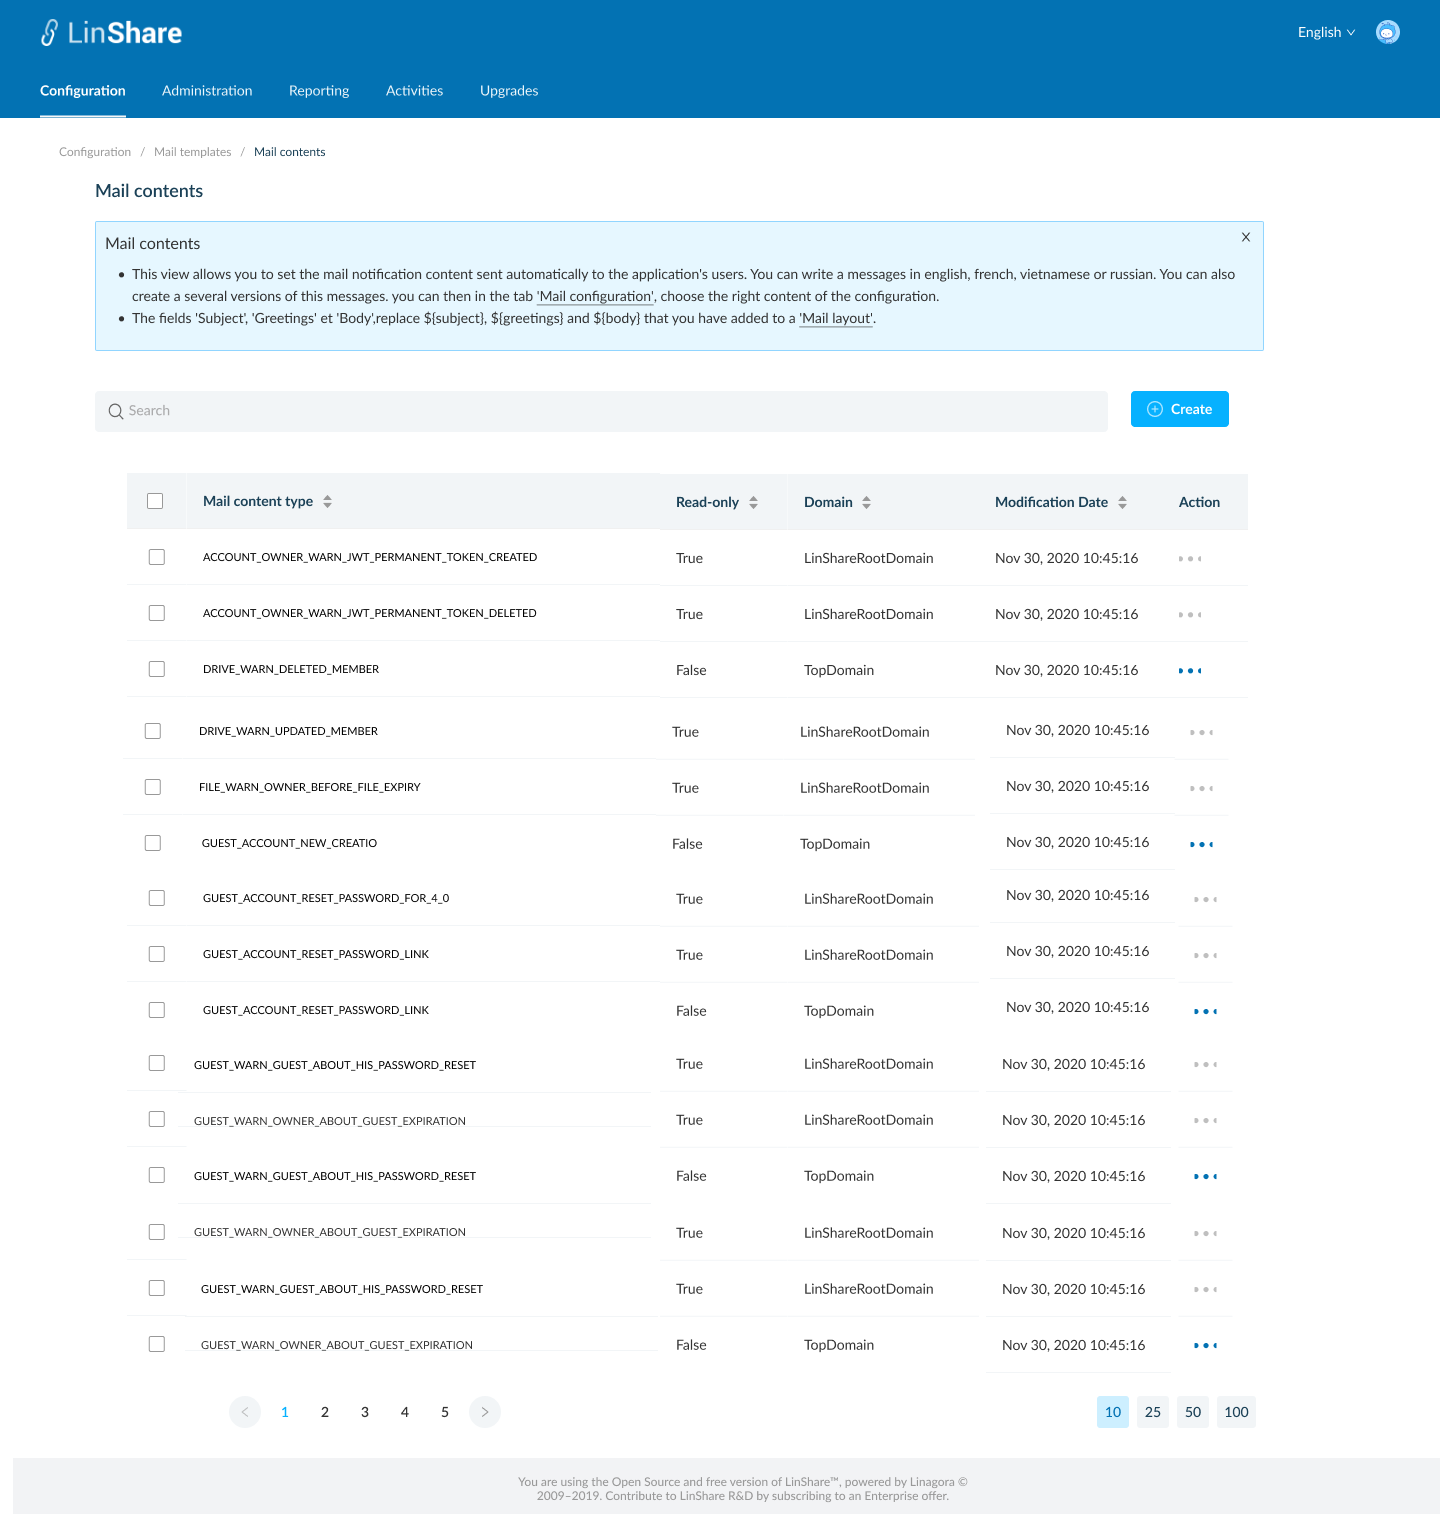 LinShare
English
Configuration Administration Reporting Activities Upgrades
Configuration / Mail templates / Mail contents
Mail contents
Mail contents
X
• This view allows you to set the mail notification content sent automatically to the application's users. You can write a messages in english, french, vietnamese or russian. You can also
create a several versions of this messages. you can then in the tab 'Mail configuration', choose the right content of the configuration.
• The fields 'Subject', 'Greetings' et 'Body',replace ${subject}, ${greetings} and ${body} that you have added to a 'Mail layout'.
Search
Create
Mail content type Read-only Domain Modification Date Action
ACCOUNT_OWNER_WARN_JWT_PERMANENT_TOKEN_CREATED True LinShareRootDomain Nov 30, 2020 10:45:16
ACCOUNT_OWNER_WARN_JWT_PERMANENT_TOKEN_DELETED True LinShareRootDomain Nov 30, 2020 10:45:16
DRIVE_WARN_DELETED_MEMBER False TopDomain Nov 30, 2020 10:45:16
DRIVE_WARN_UPDATED_MEMBER True LinShareRootDomain Nov 30, 2020 10:45:16
FILE_WARN_OWNER_BEFORE_FILE_EXPIRY True LinShareRootDomain Nov 30, 2020 10:45:16
GUEST_ACCOUNT_NEW_CREATIO False TopDomain Nov 30, 2020 10:45:16
GUEST_ACCOUNT_RESET_PASSWORD_FOR_4_0 True LinShareRootDomain Nov 30, 2020 10:45:16
GUEST_ACCOUNT_RESET_PASSWORD_LINK True LinShareRootDomain Nov 30, 2020 10:45:16
GUEST_ACCOUNT_RESET_PASSWORD_LINK False TopDomain Nov 30, 2020 10:45:16
GUEST_WARN_GUEST_ABOUT_HIS_PASSWORD_RESET True LinShareRootDomain Nov 30, 2020 10:45:16
GUEST_WARN_OWNER_ABOUT_GUEST_EXPIRATION True LinShareRootDomain Nov 30, 2020 10:45:16
GUEST_WARN_GUEST_ABOUT_HIS_PASSWORD_RESET False TopDomain Nov 30, 2020 10:45:16
GUEST_WARN_OWNER_ABOUT_GUEST_EXPIRATION True LinShareRootDomain Nov 30, 2020 10:45:16
GUEST_WARN_GUEST_ABOUT_HIS_PASSWORD_RESET True LinShareRootDomain Nov 30, 2020 10:45:16
GUEST_WARN_OWNER_ABOUT_GUEST_EXPIRATION False TopDomain Nov 30, 2020 10:45:16
< 1 2 3 4 5 > 10 25 50 100
You are using the Open Source and free version of LinShare™, powered by Linagora ©
2009–2019. Contribute to LinShare R&D by subscribing to an Enterprise offer.